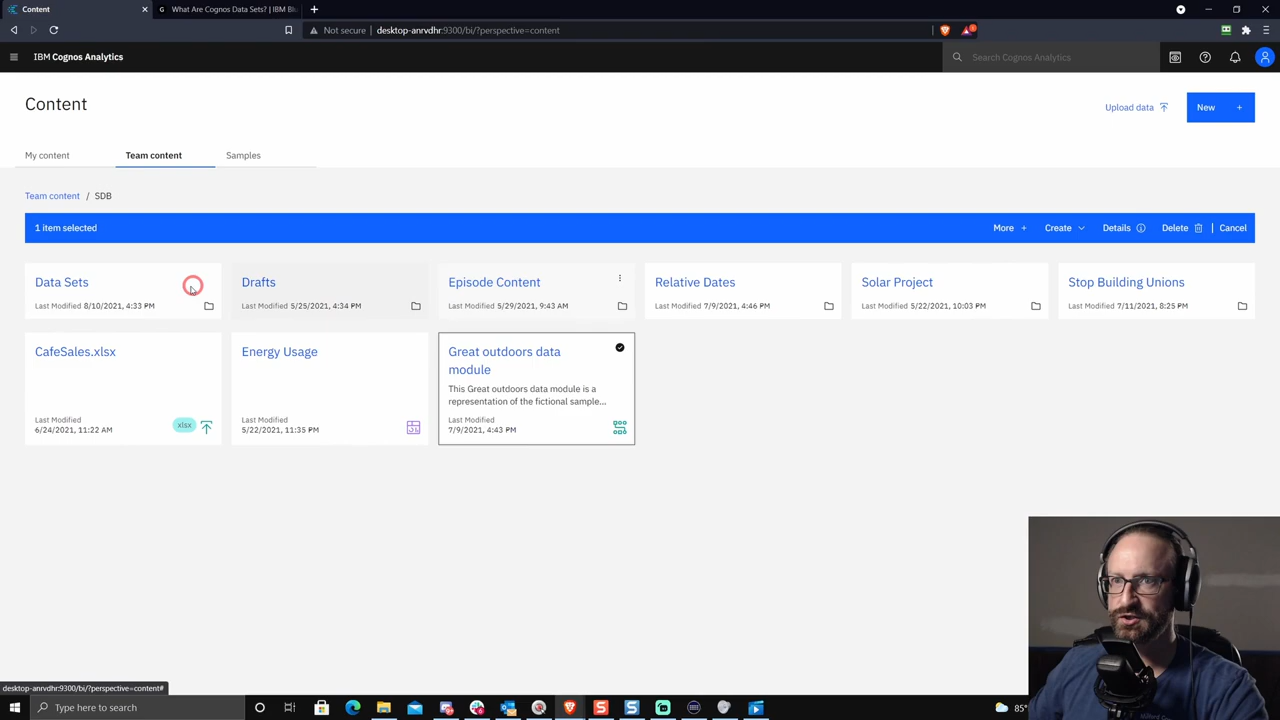 Content
What Are Cognos Data Sets? | IBM Bl
Not secure desktop-anrvdhr:9300/bi/?perspective=content
IBM Cognos Analytics
Search Cognos Analytics
Content
Upload data
New +
My content
Team content
Samples
Team content / SDB
1 item selected
More +
Create
Details
Delete
Cancel
Data Sets
Last Modified 8/10/2021, 4:33 PM
Drafts
Last Modified 5/25/2021, 4:34 PM
Episode Content
Last Modified 5/29/2021, 9:43 AM
Relative Dates
Last Modified 7/9/2021, 4:46 PM
Solar Project
Last Modified 5/22/2021, 10:03 PM
Stop Building Unions
Last Modified 7/11/2021, 8:25 PM
CafeSales.xlsx
Last Modified
6/24/2021, 11:22 AM
xlsx
Energy Usage
Last Modified
5/22/2021, 11:35 PM
Great outdoors data
module
This Great outdoors data module is a
representation of the fictional sample...
Last Modified
7/9/2021, 4:43 PM
desktop-anrvdhr:9300/bi/?perspective=content#
Type here to search
85°